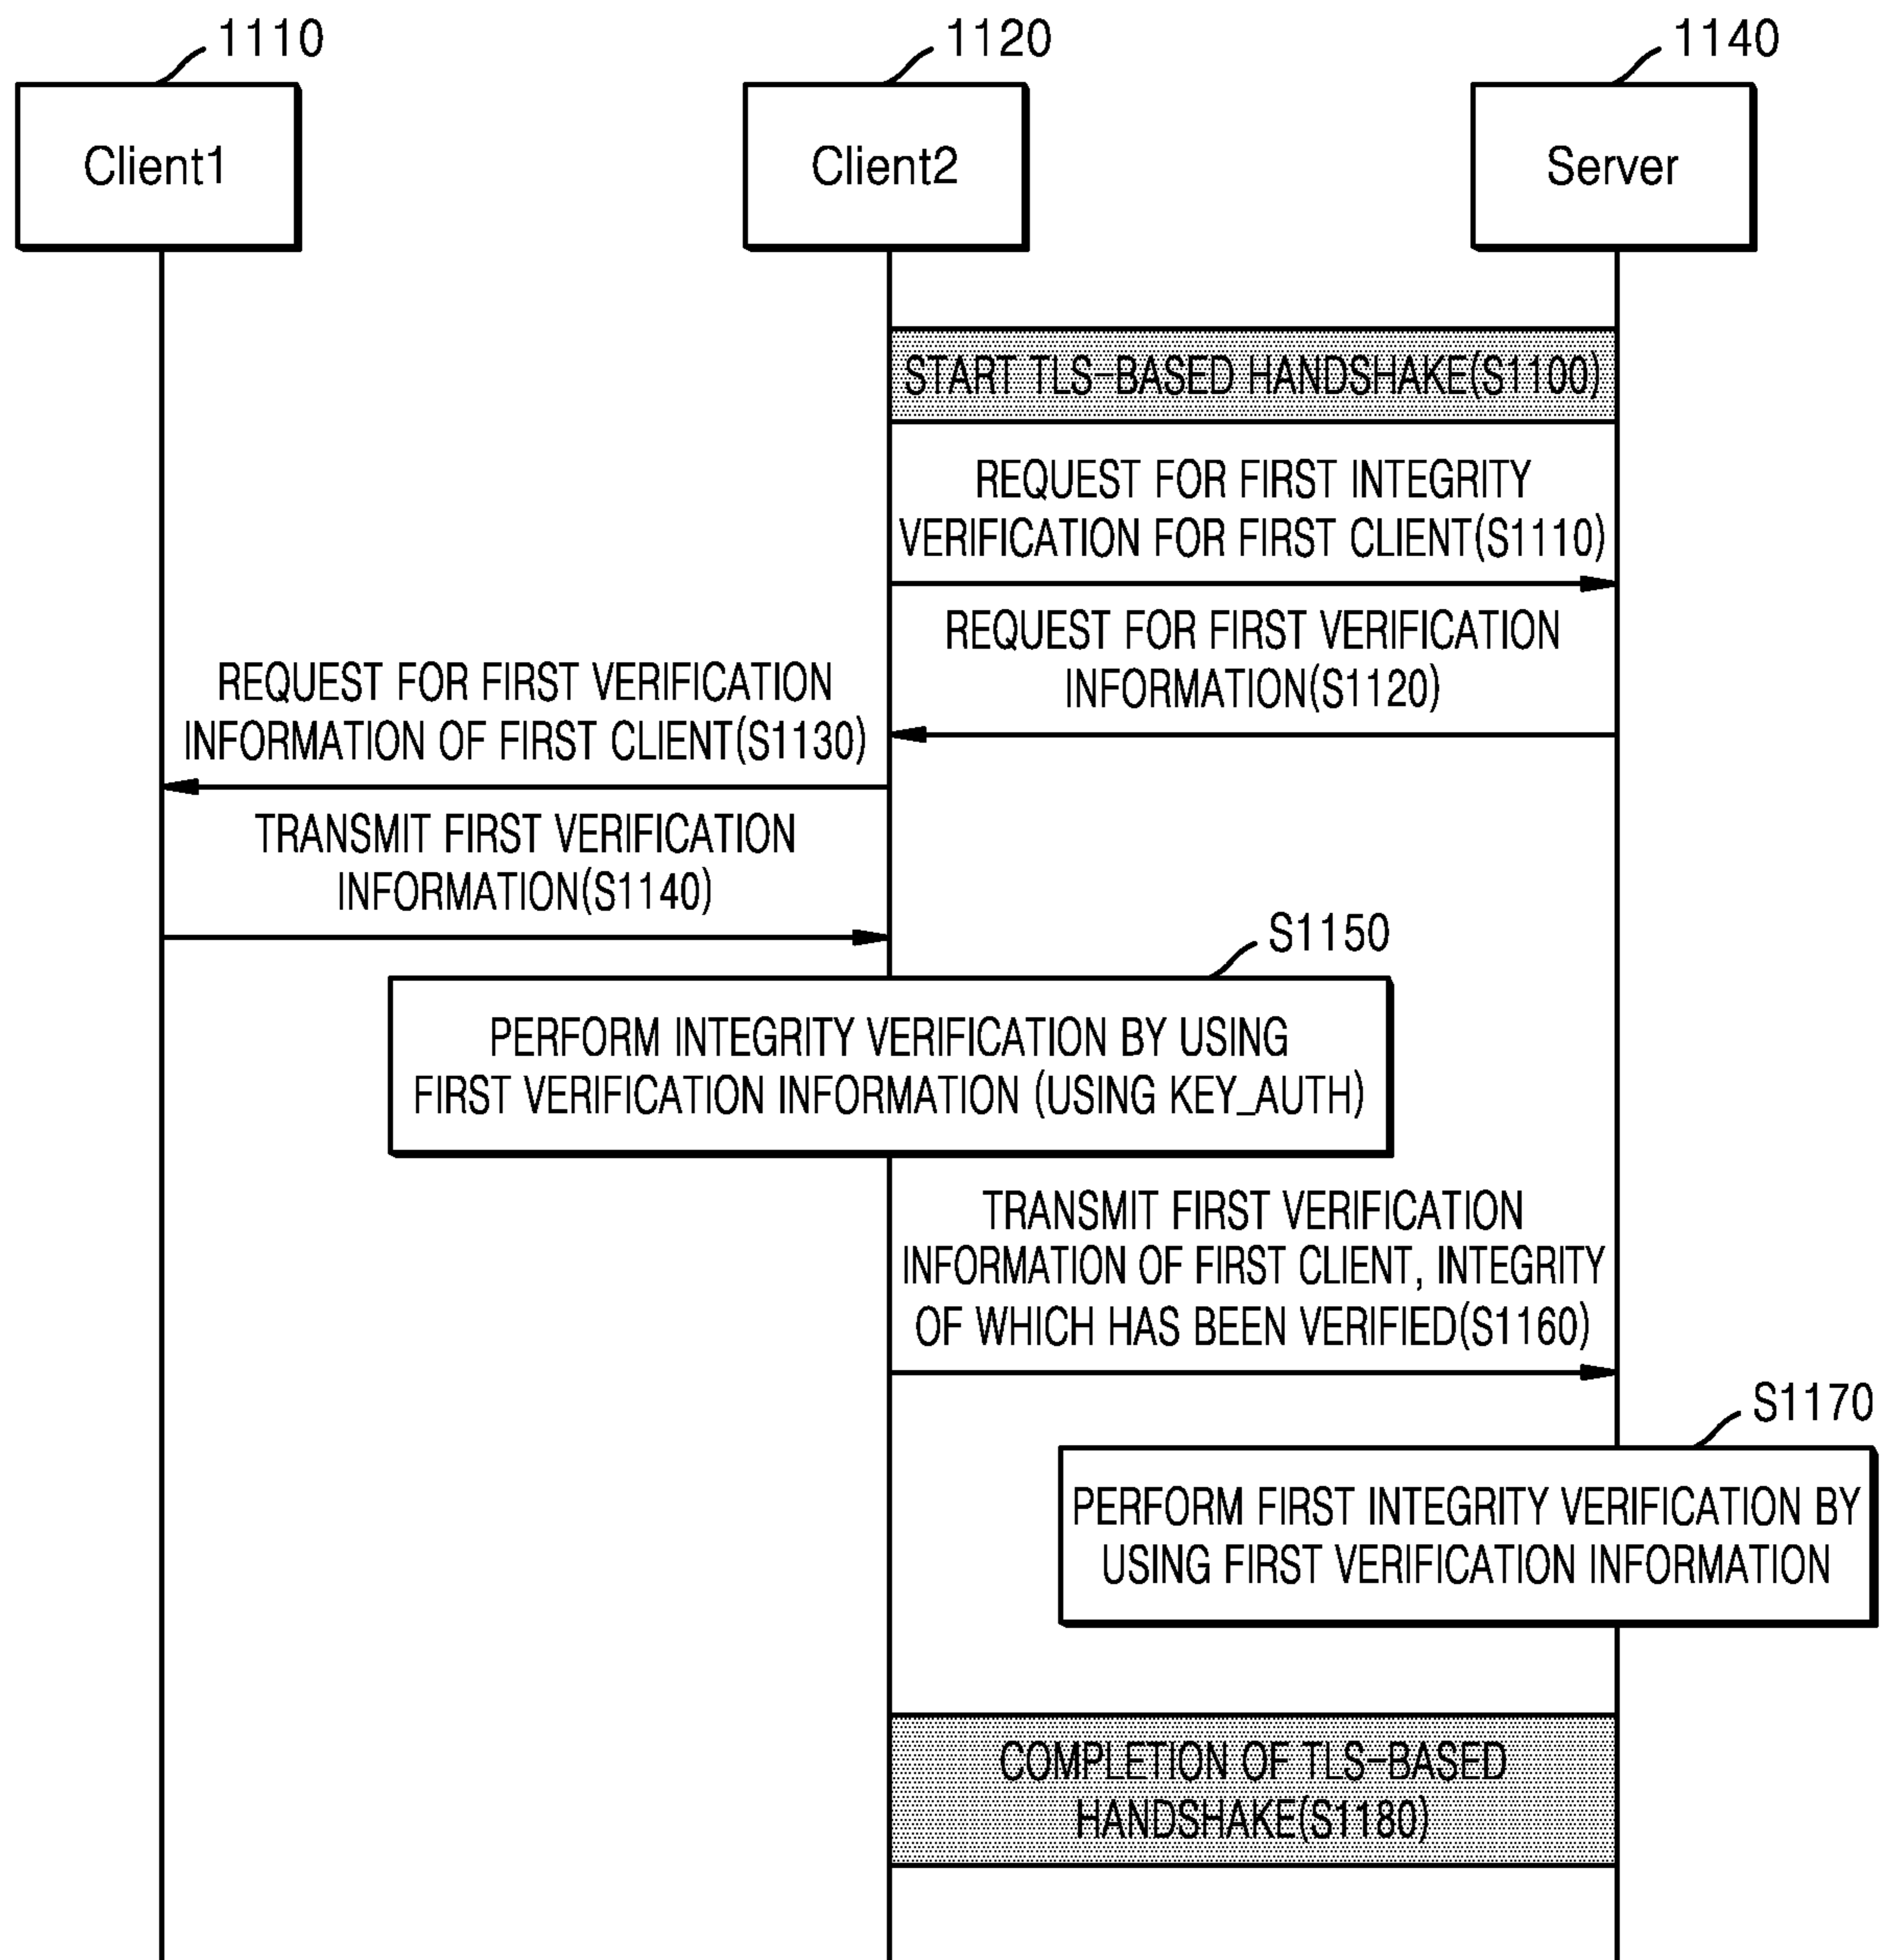 1110
1120
1140
Client1
Client2
Server
START TLS-BASED HANDSHAKE(S1100)
REQUEST FOR FIRST INTEGRITY
VERIFICATION FOR FIRST CLIENT(S1110)
REQUEST FOR FIRST VERIFICATION
INFORMATION(S1120)
REQUEST FOR FIRST VERIFICATION
INFORMATION OF FIRST CLIENT(S1130)
TRANSMIT FIRST VERIFICATION
INFORMATION(S1140)
S1150
PERFORM INTEGRITY VERIFICATION BY USING
FIRST VERIFICATION INFORMATION (USING KEY_AUTH)
TRANSMIT FIRST VERIFICATION
INFORMATION OF FIRST CLIENT, INTEGRITY
OF WHICH HAS BEEN VERIFIED(S1160)
S1170
PERFORM FIRST INTEGRITY VERIFICATION BY
USING FIRST VERIFICATION INFORMATION
COMPLETION OF TLS-BASED
HANDSHAKE(S1180)